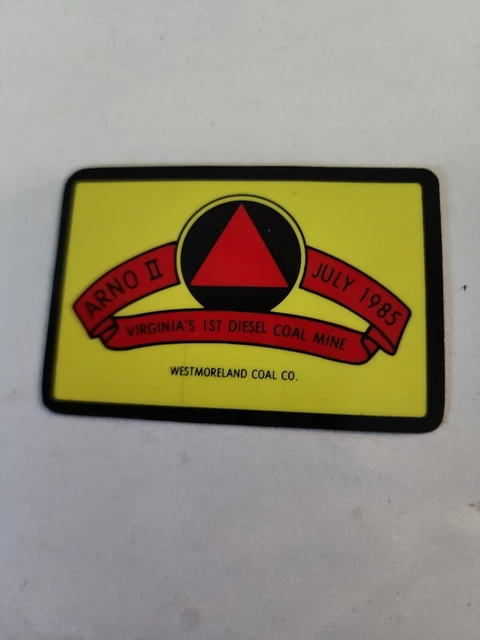 ARNO II
JULY 1985
VIRGINIA'S 1ST DIESEL COAL MINE
WESTMORELAND COAL CO.